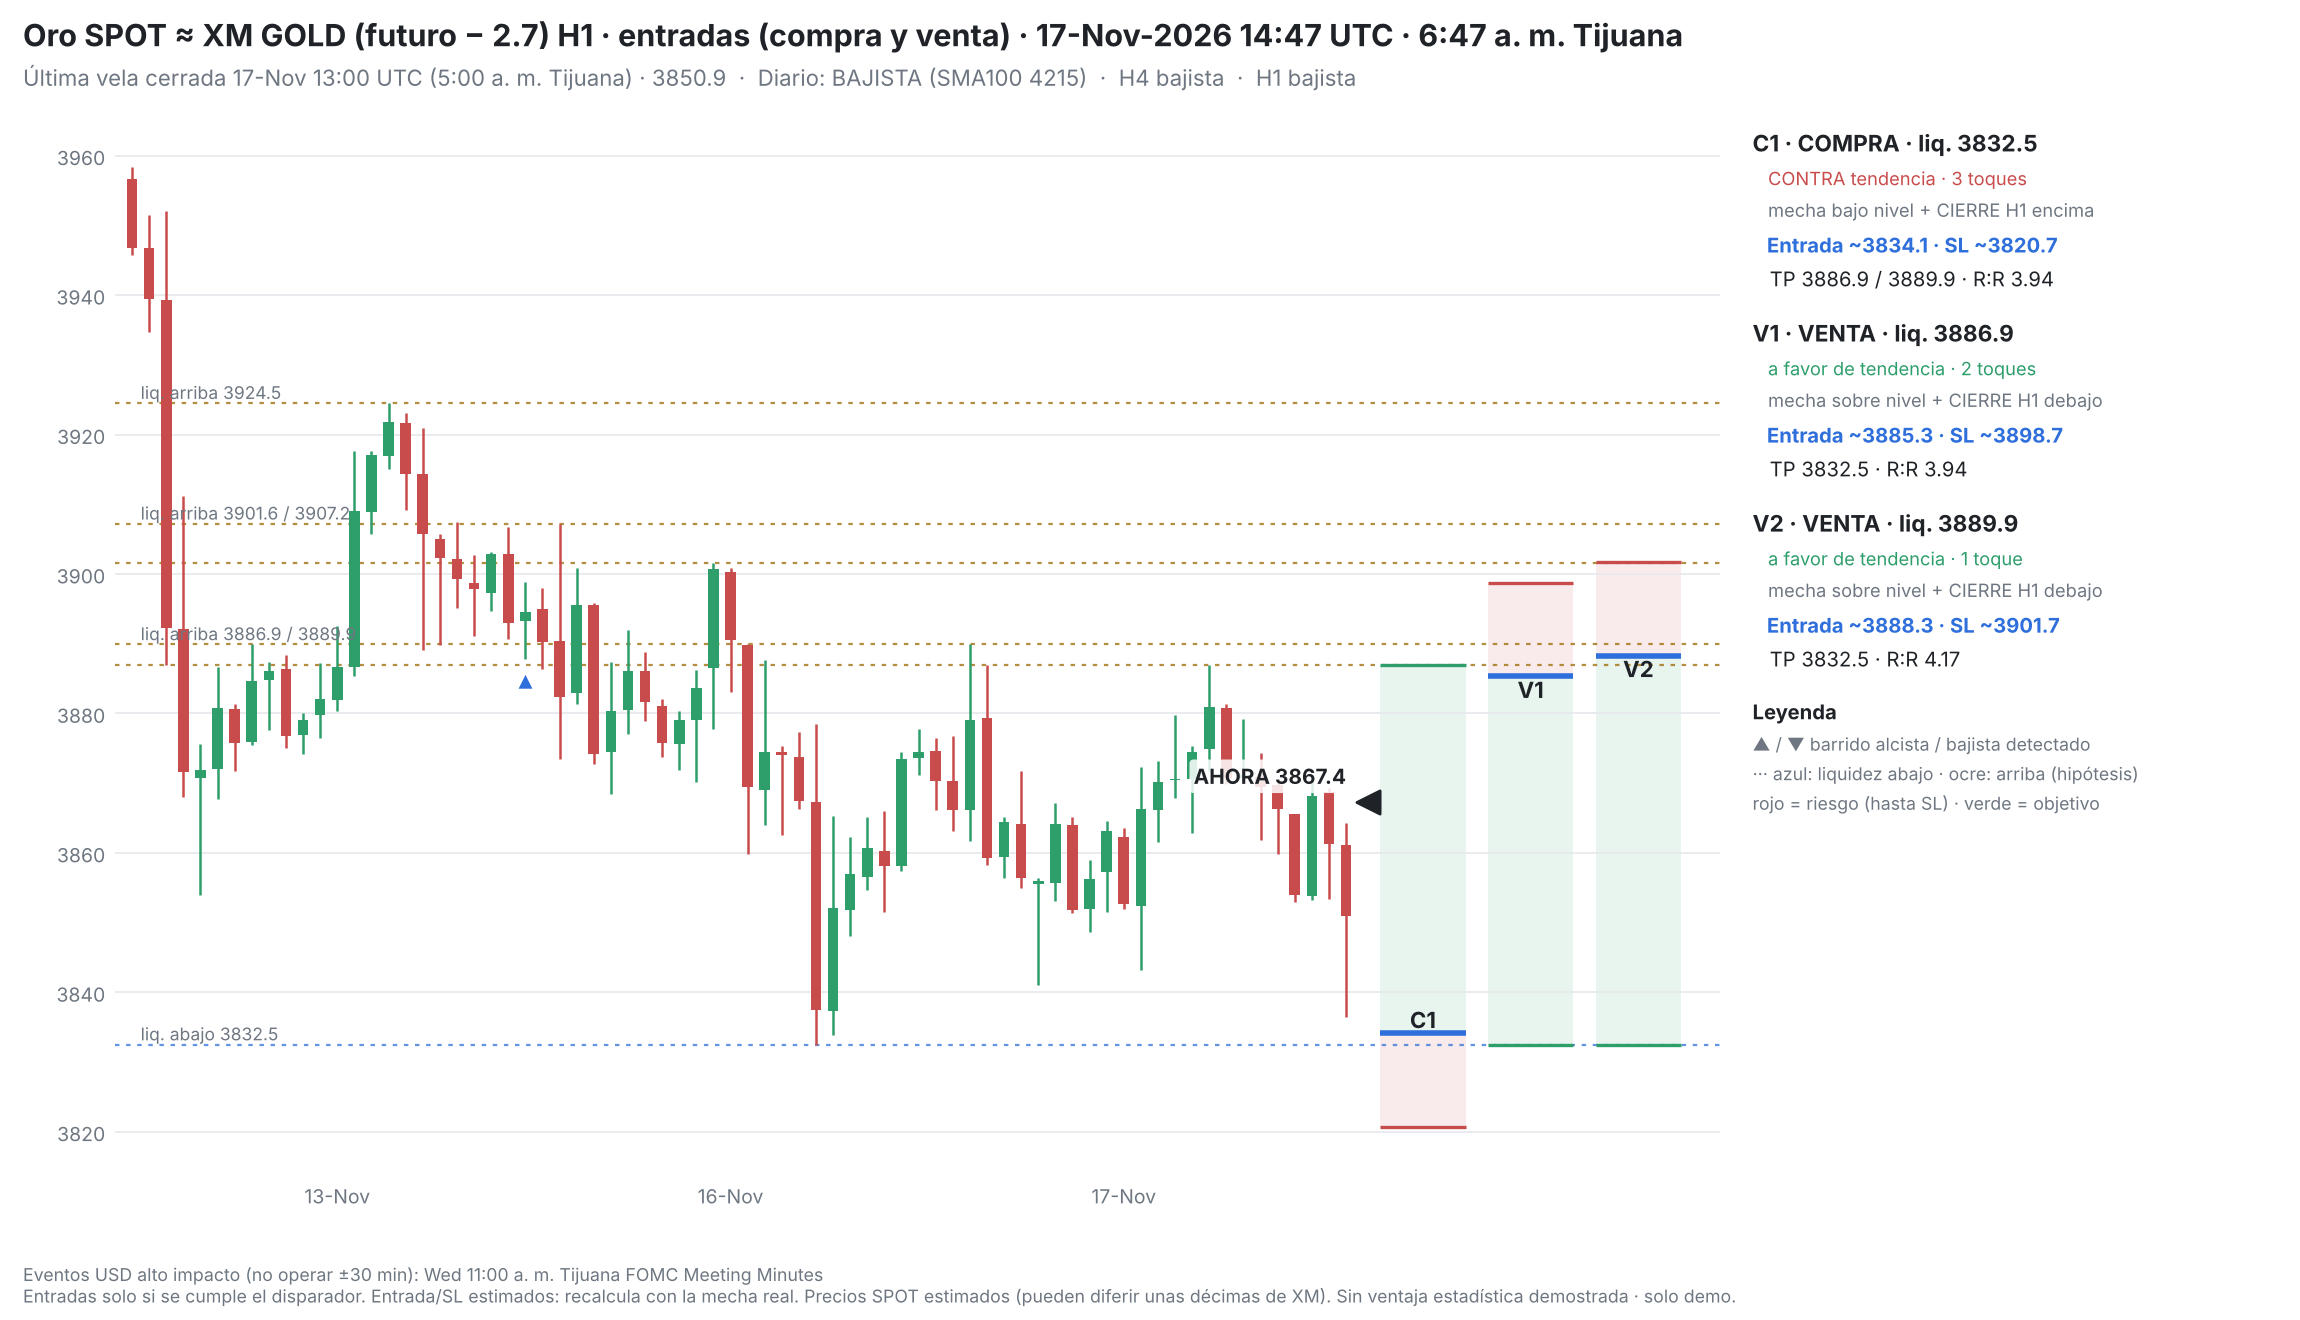 Oro SPOT ≈ XM GOLD (futuro − 2.7) H1 · entradas (compra y venta) · 17-Nov-2026 14:47 UTC · 6:47 a. m. Tijuana
Última vela cerrada 17-Nov 13:00 UTC (5:00 a. m. Tijuana) · 3850.9 · Diario: BAJISTA (SMA100 4215) · H4 bajista · H1 bajista
3960
3940
3920
3900
3880
3860
3840
3820
liq. arriba 3924.5
liq. arriba 3901.6 / 3907.2
liq. arriba 3886.9 / 3889.9
liq. abajo 3832.5
AHORA 3867.4
C1
V1
V2
13-Nov
16-Nov
17-Nov
C1 · COMPRA · liq. 3832.5
CONTRA tendencia · 3 toques
mecha bajo nivel + CIERRE H1 encima
Entrada ~3834.1 · SL ~3820.7
TP 3886.9 / 3889.9 · R:R 3.94
V1 · VENTA · liq. 3886.9
a favor de tendencia · 2 toques
mecha sobre nivel + CIERRE H1 debajo
Entrada ~3885.3 · SL ~3898.7
TP 3832.5 · R:R 3.94
V2 · VENTA · liq. 3889.9
a favor de tendencia · 1 toque
mecha sobre nivel + CIERRE H1 debajo
Entrada ~3888.3 · SL ~3901.7
TP 3832.5 · R:R 4.17
Leyenda
▲ / ▼ barrido alcista / bajista detectado
··· azul: liquidez abajo · ocre: arriba (hipótesis)
rojo = riesgo (hasta SL) · verde = objetivo
Eventos USD alto impacto (no operar ±30 min): Wed 11:00 a. m. Tijuana FOMC Meeting Minutes
Entradas solo si se cumple el disparador. Entrada/SL estimados: recalcula con la mecha real. Precios SPOT estimados (pueden diferir unas décimas de XM). Sin ventaja estadística demostrada · solo demo.